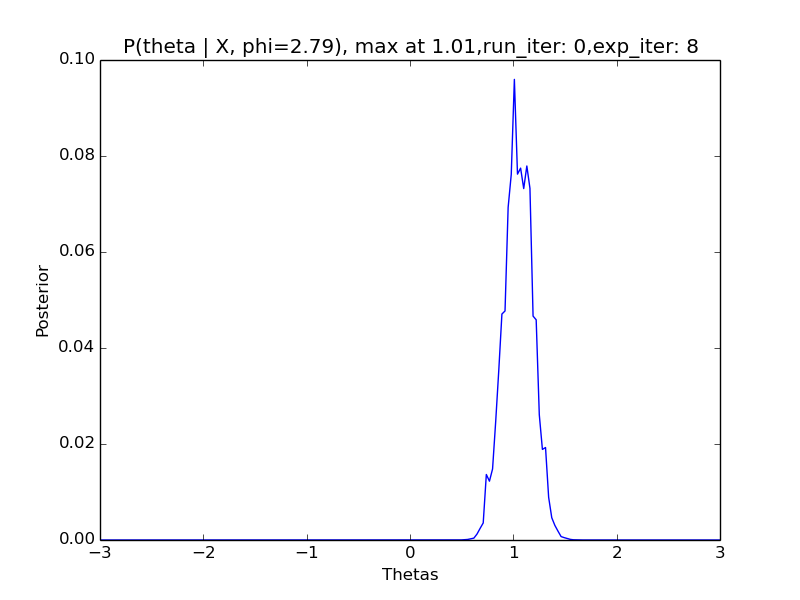 P(theta | X, phi=2.79), max at 1.01,run_iter: 0,exp_iter: 8
0.10
0.08
0.06
0.04
0.02
0.00
Posterior
−3 −2 −1 0 1 2 3
Thetas